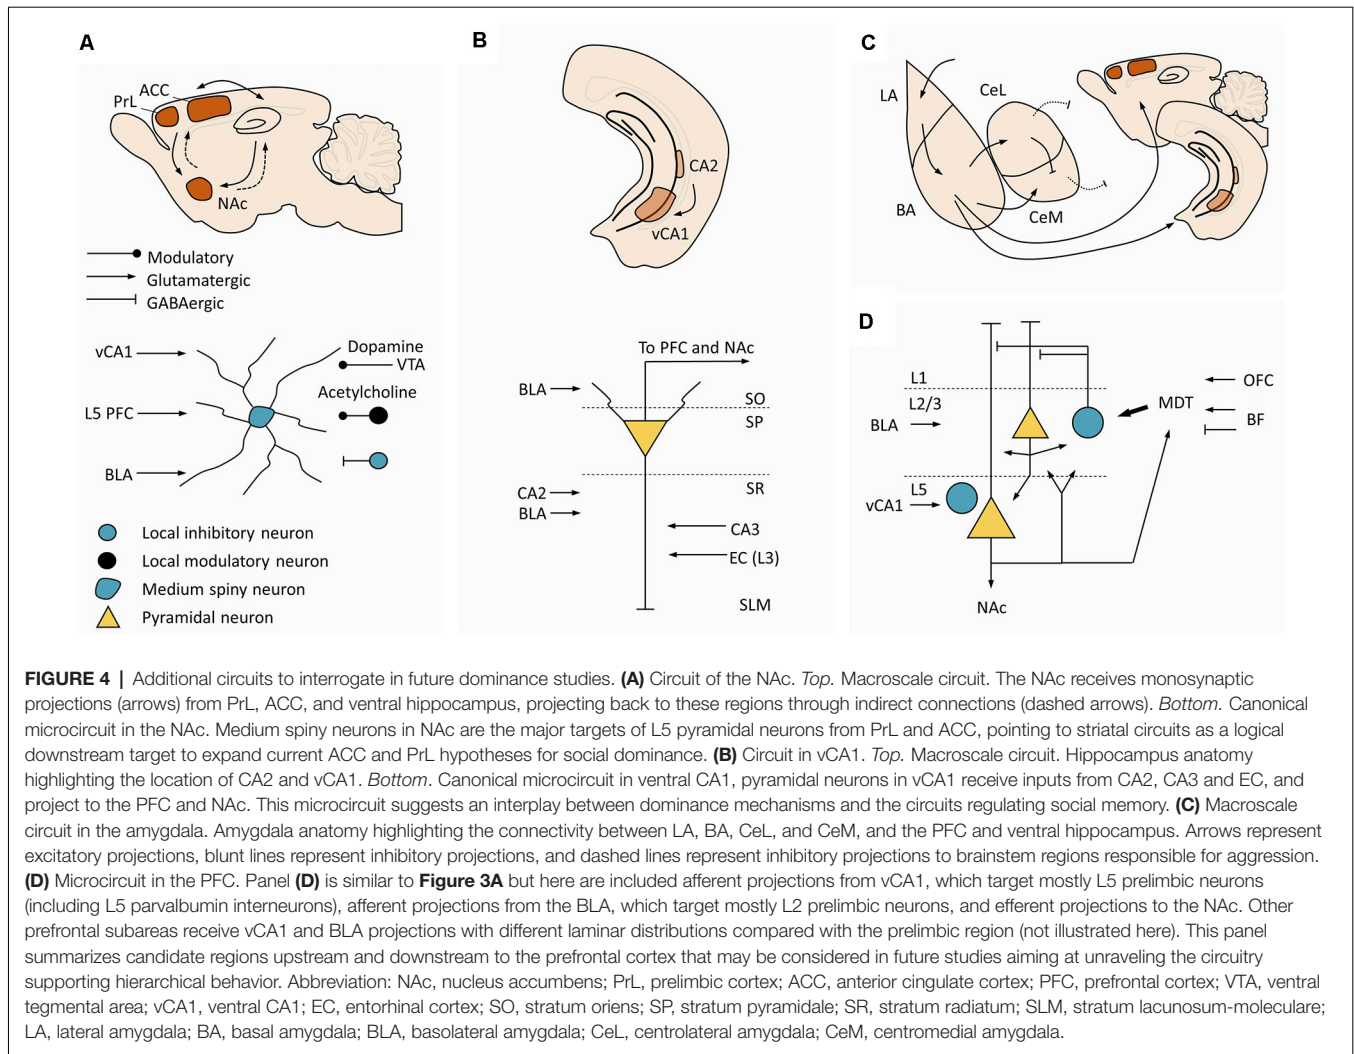 A
ACC
PrL
NAc
Modulatory
Glutamatergic
GABAergic
vCA1
L5 PFC
BLA
Dopamine
VTA
Acetylcholine
Local inhibitory neuron
Local modulatory neuron
Medium spiny neuron
Pyramidal neuron
B
CA2
vCA1
To PFC and NAc
BLA
SO
SP
SR
CA2
BLA
CA3
EC (L3)
SLM
C
LA
CeL
BA
CeM
D
L1
L2/3
BLA
L5
vCA1
MDT
OFC
BF
NAc
FIGURE 4 | Additional circuits to interrogate in future dominance studies. (A) Circuit of the NAc. Top. Macroscale circuit. The NAc receives monosynaptic
projections (arrows) from PrL, ACC, and ventral hippocampus, projecting back to these regions through indirect connections (dashed arrows). Bottom. Canonical
microcircuit in the NAc. Medium spiny neurons in NAc are the major targets of L5 pyramidal neurons from PrL and ACC, pointing to striatal circuits as a logical
downstream target to expand current ACC and PrL hypotheses for social dominance. (B) Circuit in vCA1. Top. Macroscale circuit. Hippocampus anatomy
highlighting the location of CA2 and vCA1. Bottom. Canonical microcircuit in ventral CA1, pyramidal neurons in vCA1 receive inputs from CA2, CA3 and EC, and
project to the PFC and NAc. This microcircuit suggests an interplay between dominance mechanisms and the circuits regulating social memory. (C) Macroscale
circuit in the amygdala. Amygdala anatomy highlighting the connectivity between LA, BA, CeL, and CeM, and the PFC and ventral hippocampus. Arrows represent
excitatory projections, blunt lines represent inhibitory projections, and dashed lines represent inhibitory projections to brainstem regions responsible for aggression.
(D) Microcircuit in the PFC. Panel (D) is similar to Figure 3A but here are included afferent projections from vCA1, which target mostly L5 prelimbic neurons
(including L5 parvalbumin interneurons), afferent projections from the BLA, which target mostly L2 prelimbic neurons, and efferent projections to the NAc. Other
prefrontal subareas receive vCA1 and BLA projections with different laminar distributions compared with the prelimbic region (not illustrated here). This panel
summarizes candidate regions upstream and downstream to the prefrontal cortex that may be considered in future studies aiming at unraveling the circuitry
supporting hierarchical behavior. Abbreviation: NAc, nucleus accumbens; PrL, prelimbic cortex; ACC, anterior cingulate cortex; PFC, prefrontal cortex; VTA, ventral
tegmental area; vCA1, ventral CA1; EC, entorhinal cortex; SO, stratum oriens; SP, stratum pyramidale; SR, stratum radiatum; SLM, stratum lacunosum-moleculare;
LA, lateral amygdala; BA, basal amygdala; BLA, basolateral amygdala; CeL, centrolateral amygdala; CeM, centromedial amygdala.